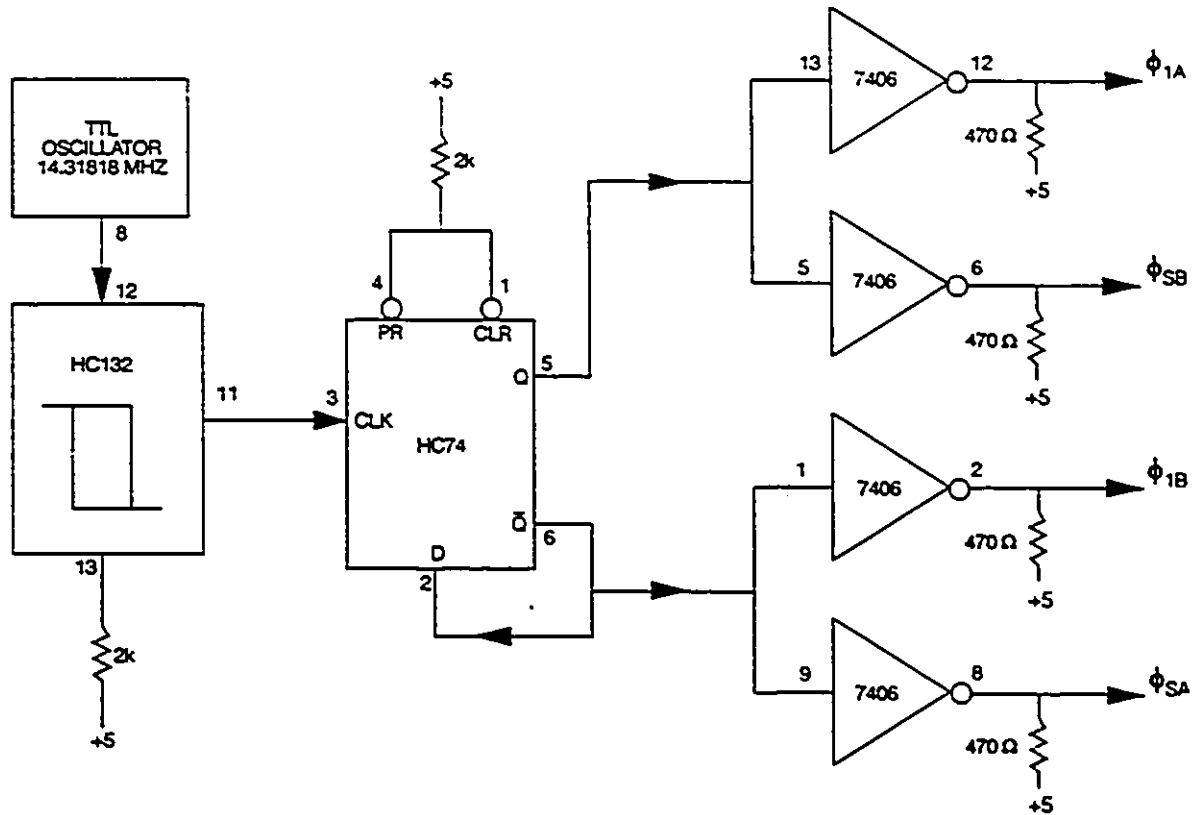 TTL
OSCILLATOR
14.31818 MHZ
8
12
HC132
11
13
2k
+5
+5
2k
4
1
PR
CLR
3
CLK
HC74
Q
5
Q̅
6
D
2
13
7406
12
ϕ1A
470 Ω
+5
5
7406
6
ϕSB
470 Ω
+5
1
7406
2
ϕ1B
470 Ω
+5
9
7406
8
ϕSA
470 Ω
+5